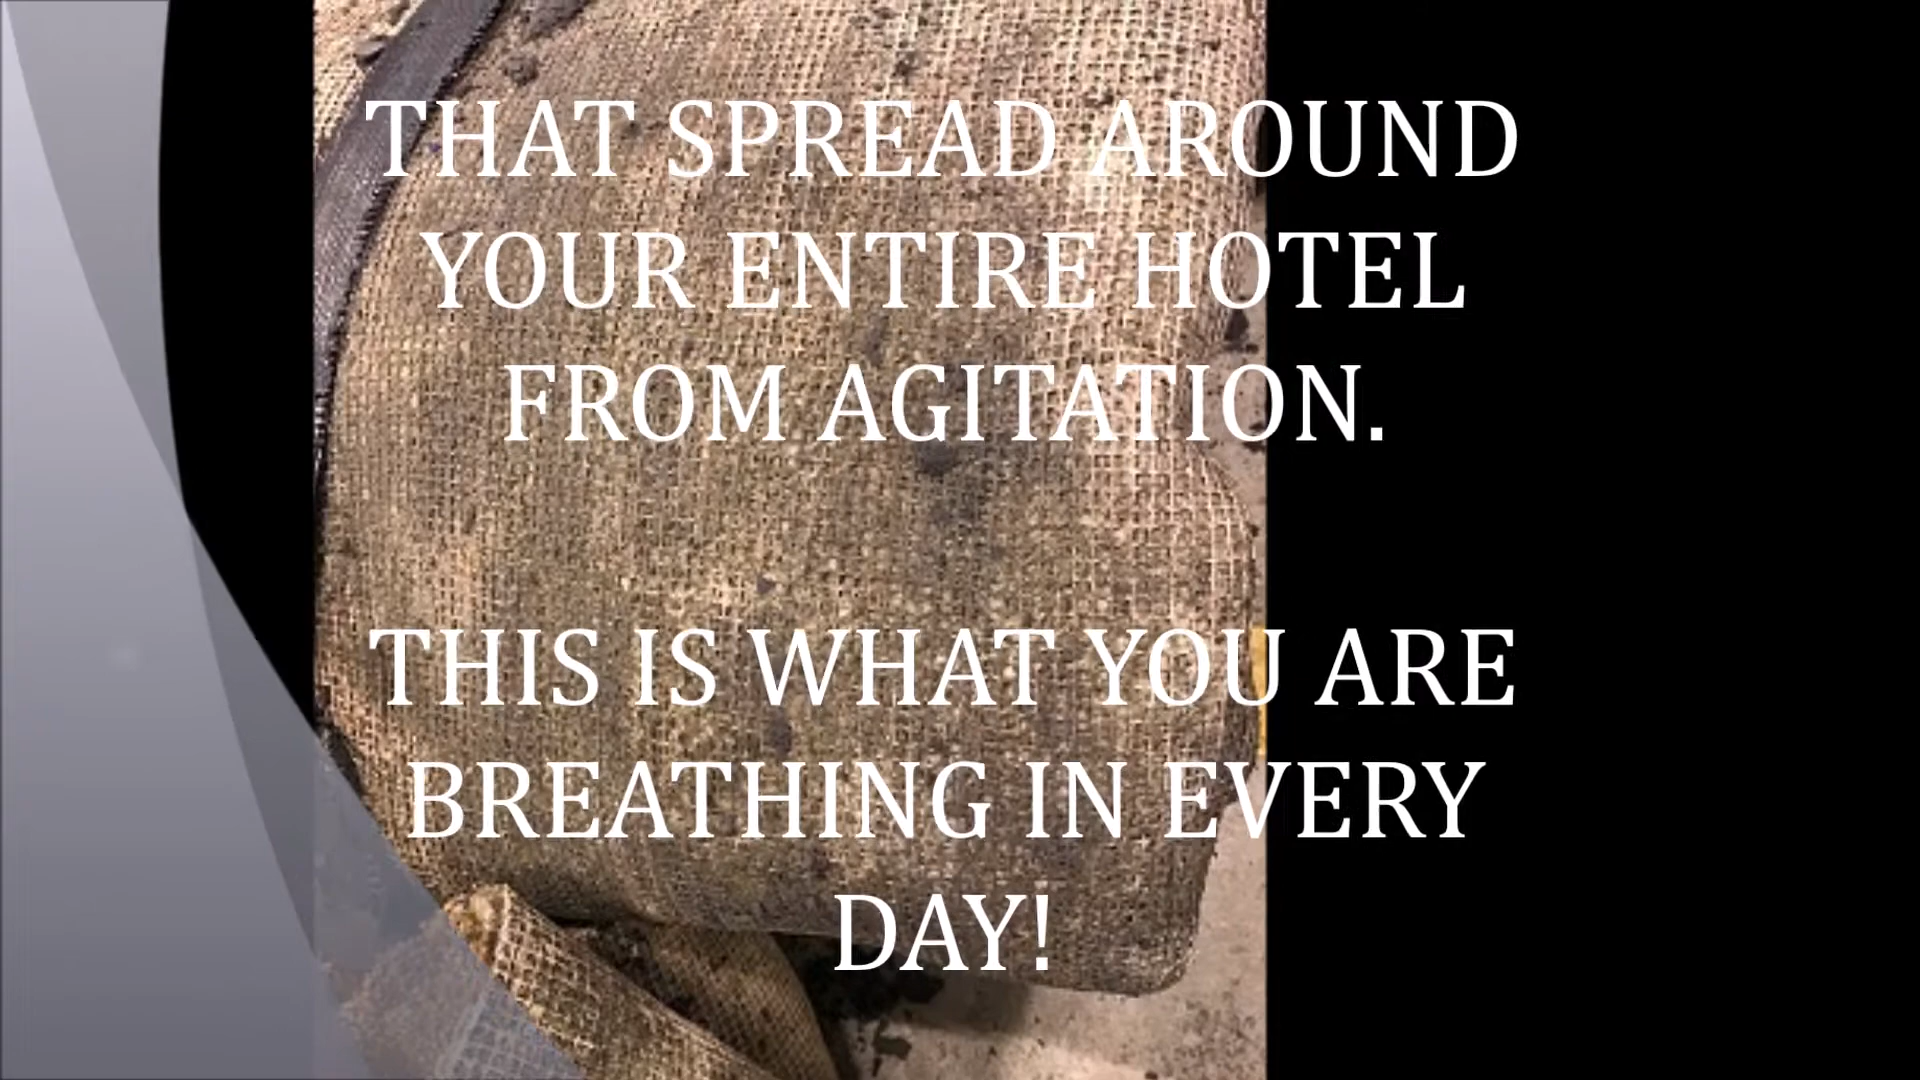 THAT SPREAD AROUND
YOUR ENTIRE HOTEL
FROM AGITATION.
THIS IS WHAT YOU ARE
BREATHING IN EVERY
DAY!